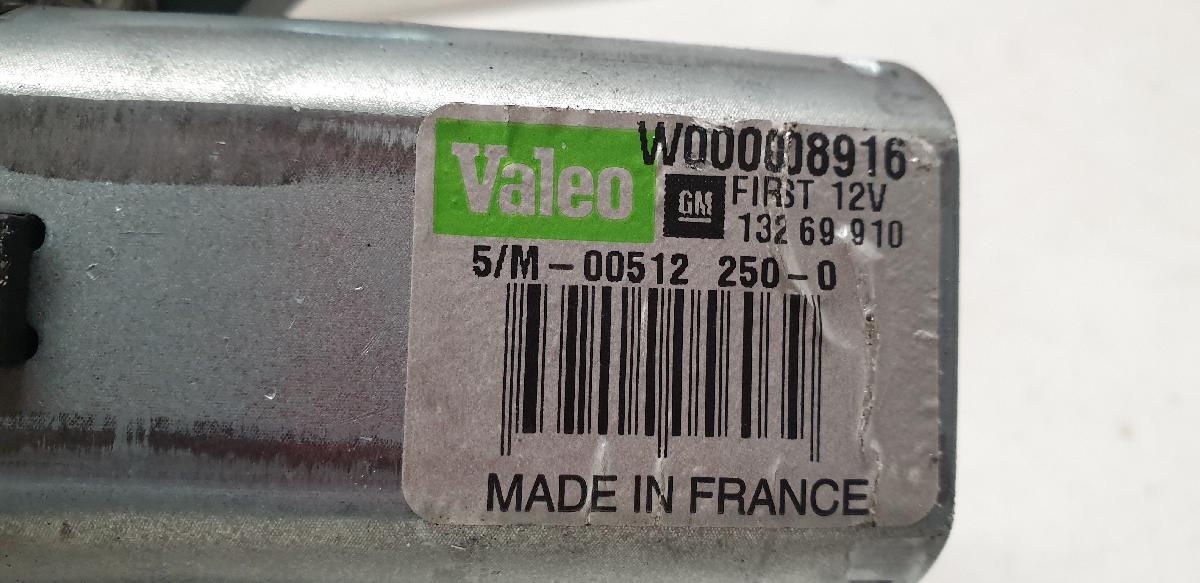 Valeo
W000008916
GM
FIRST 12V
132 69 910
5/M-00512 250-0
MADE IN FRANCE